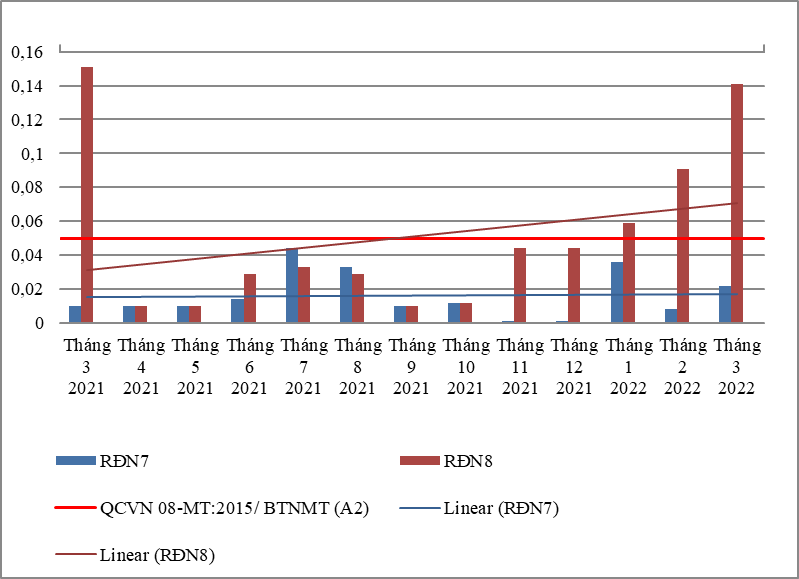 0,16
0,14
0,12
0,1
0,08
0,06
0,04
0,02
0
Tháng 3 2021
Tháng 4 2021
Tháng 5 2021
Tháng 6 2021
Tháng 7 2021
Tháng 8 2021
Tháng 9 2021
Tháng 10 2021
Tháng 11 2021
Tháng 12 2021
Tháng 1 2022
Tháng 2 2022
Tháng 3 2022
RĐN7
RĐN8
QCVN 08-MT:2015/ BTNMT (A2)
Linear (RĐN7)
Linear (RĐN8)